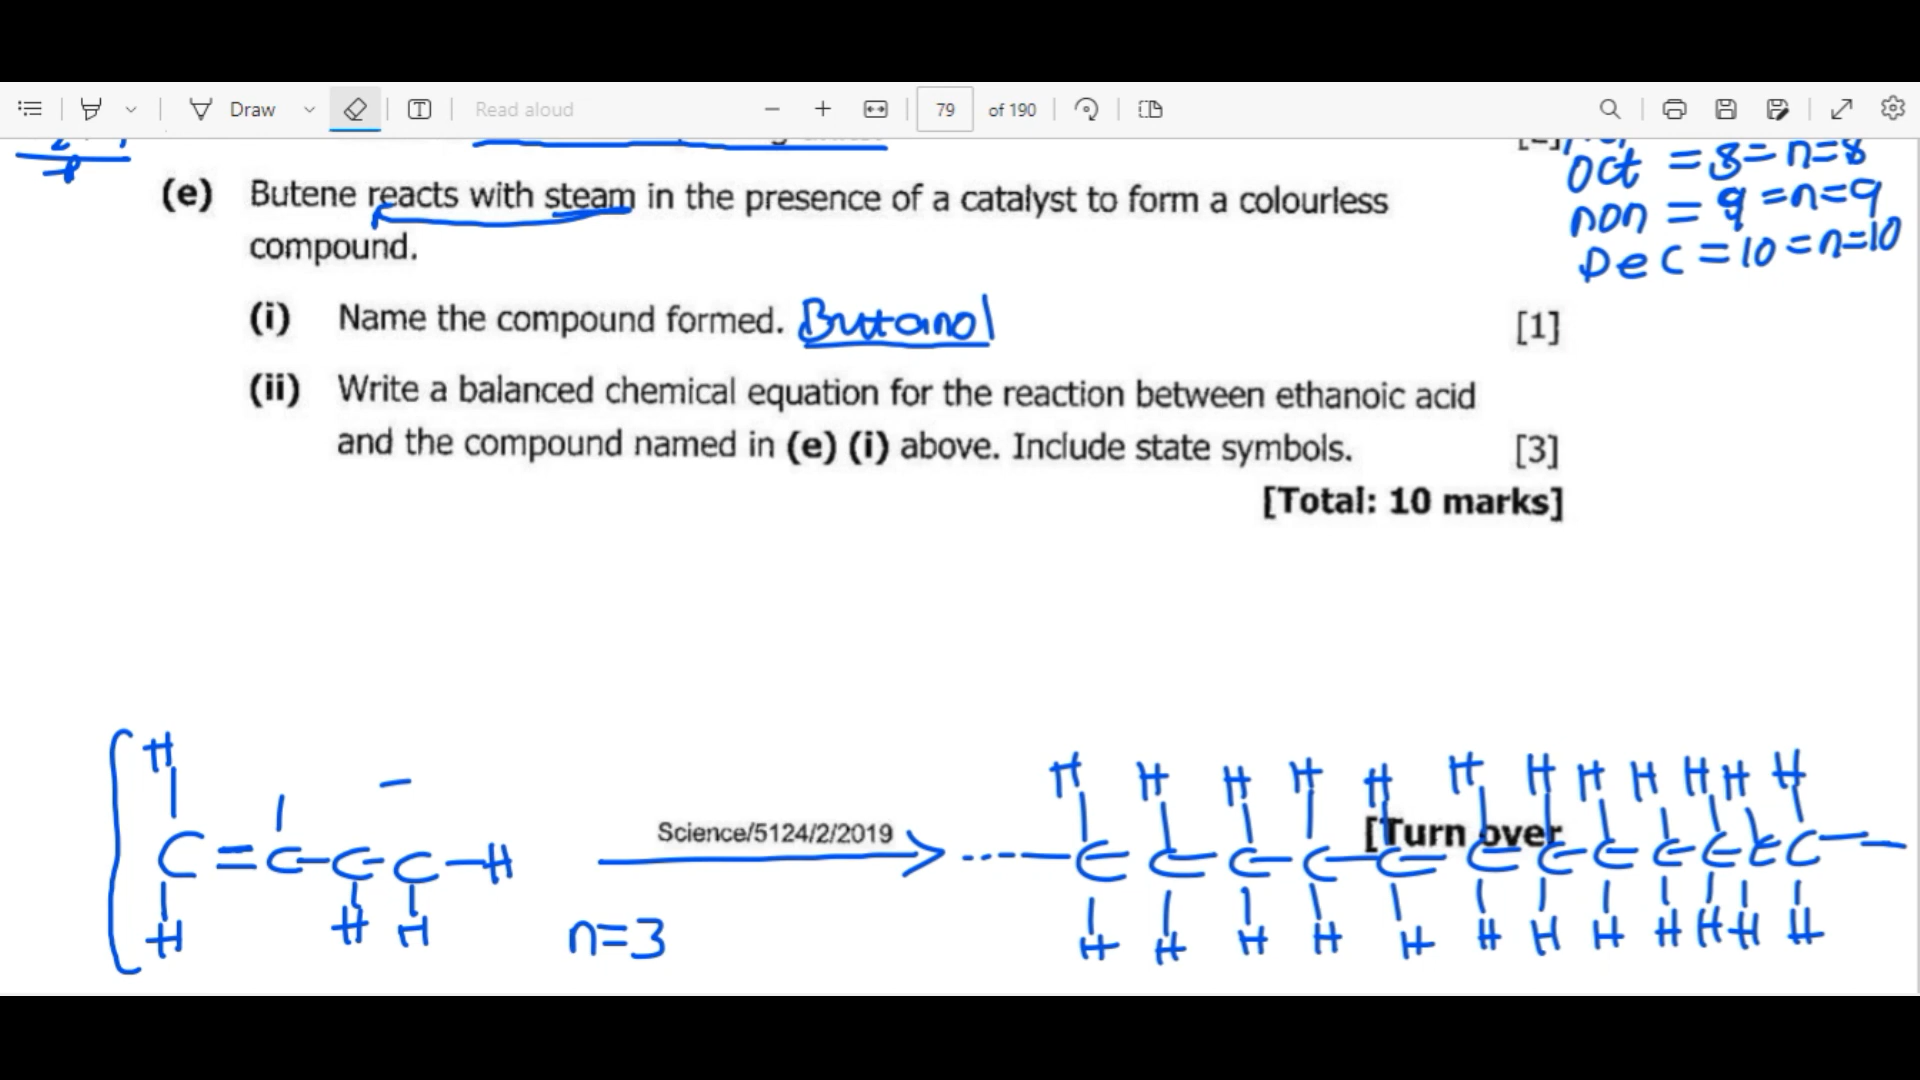 Draw
Read aloud
79 of 190
oct = 8 = n=8
non = 9 = n=9
Dec = 10 = n=10
(e) Butene reacts with steam in the presence of a catalyst to form a colourless
compound.
(i) Name the compound formed. Butanol [1]
(ii) Write a balanced chemical equation for the reaction between ethanoic acid
and the compound named in (e) (i) above. Include state symbols. [3]
[Total: 10 marks]
H
H H H H H H H H H H H H
Science/5124/2/2019
[Turn over
C=C-C-C-H
C-C-C-C-C-C-C-C-C-C-C-C
H H H
n=3
H H H H H H H H H H H H